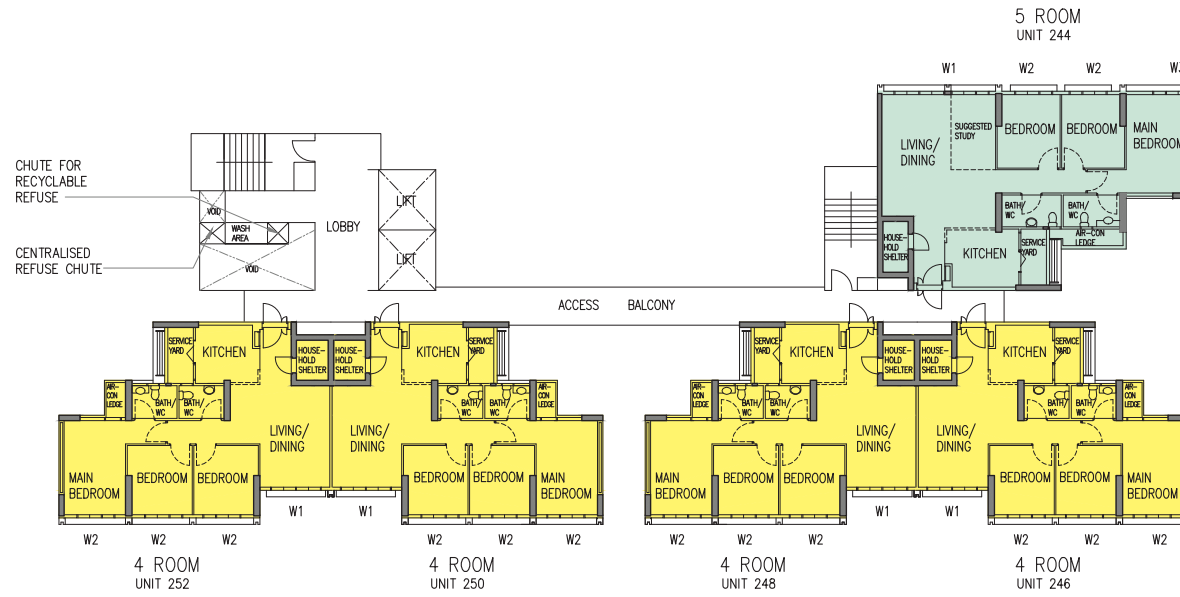 5 ROOM
UNIT 244
W1
W2
W2
W3
SUGGESTED
STUDY
BEDROOM
BEDROOM
MAIN
BEDROOM
LIVING/
DINING
BATH/
WC
BATH/
WC
AIR-CON
LEDGE
HOUSE-
HOLD
SHELTER
KITCHEN
SERVICE
YARD
CHUTE FOR
RECYCLABLE
REFUSE
CENTRALISED
REFUSE CHUTE
VOID
WASH
AREA
VOID
LOBBY
LIFT
LIFT
ACCESS BALCONY
SERVICE
YARD
KITCHEN
HOUSE-
HOLD
SHELTER
AIR-
CON
LEDGE
BATH/
WC
LIVING/
DINING
MAIN
BEDROOM
BEDROOM
BEDROOM
W1
W2
W2
W2
4 ROOM
UNIT 252
HOUSE-
HOLD
SHELTER
KITCHEN
SERVICE
YARD
BATH/
WC
BATH/
WC
AIR-
CON
LEDGE
LIVING/
DINING
BEDROOM
BEDROOM
MAIN
BEDROOM
W1
W2
W2
W2
4 ROOM
UNIT 250
SERVICE
YARD
KITCHEN
HOUSE-
HOLD
SHELTER
AIR-
CON
LEDGE
BATH/
WC
BATH/
WC
LIVING/
DINING
MAIN
BEDROOM
BEDROOM
BEDROOM
W1
W2
W2
W2
4 ROOM
UNIT 248
HOUSE-
HOLD
SHELTER
KITCHEN
SERVICE
YARD
BATH/
WC
BATH/
WC
AIR-
CON
LEDGE
LIVING/
DINING
BEDROOM
BEDROOM
MAIN
BEDROOM
W1
W2
W2
W2
4 ROOM
UNIT 246